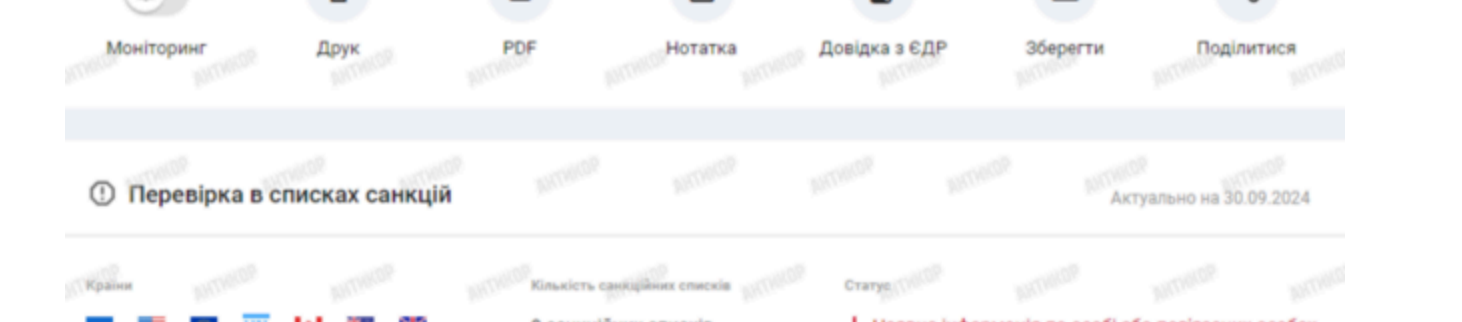 Моніторинг Друк PDF Нотатка Довідка з ЄДР Зберегти Поділитися
Перевірка в списках санкцій
Актуально на 30.09.2024
Країни Кількість санкційних списків Статус
АНТИКОР